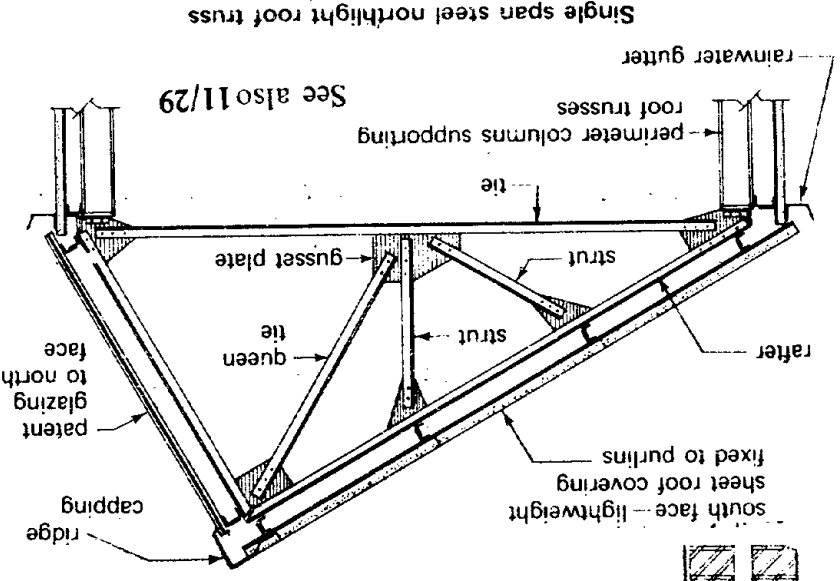 south face – lightweight
sheet roof covering
fixed to purlins
ridge
capping
rafter
strut
queen
tie
patent
glazing
to north
face
strut
gusset plate
tie
perimeter columns supporting
roof trusses
See also 11/29
rainwater gutter
Single span steel northlight roof truss